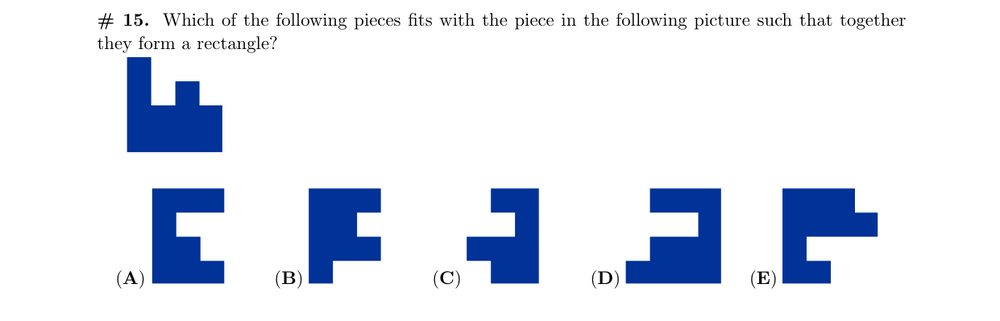 # 15. Which of the following pieces fits with the piece in the following picture such that together
they form a rectangle?
(A) (B) (C) (D) (E)